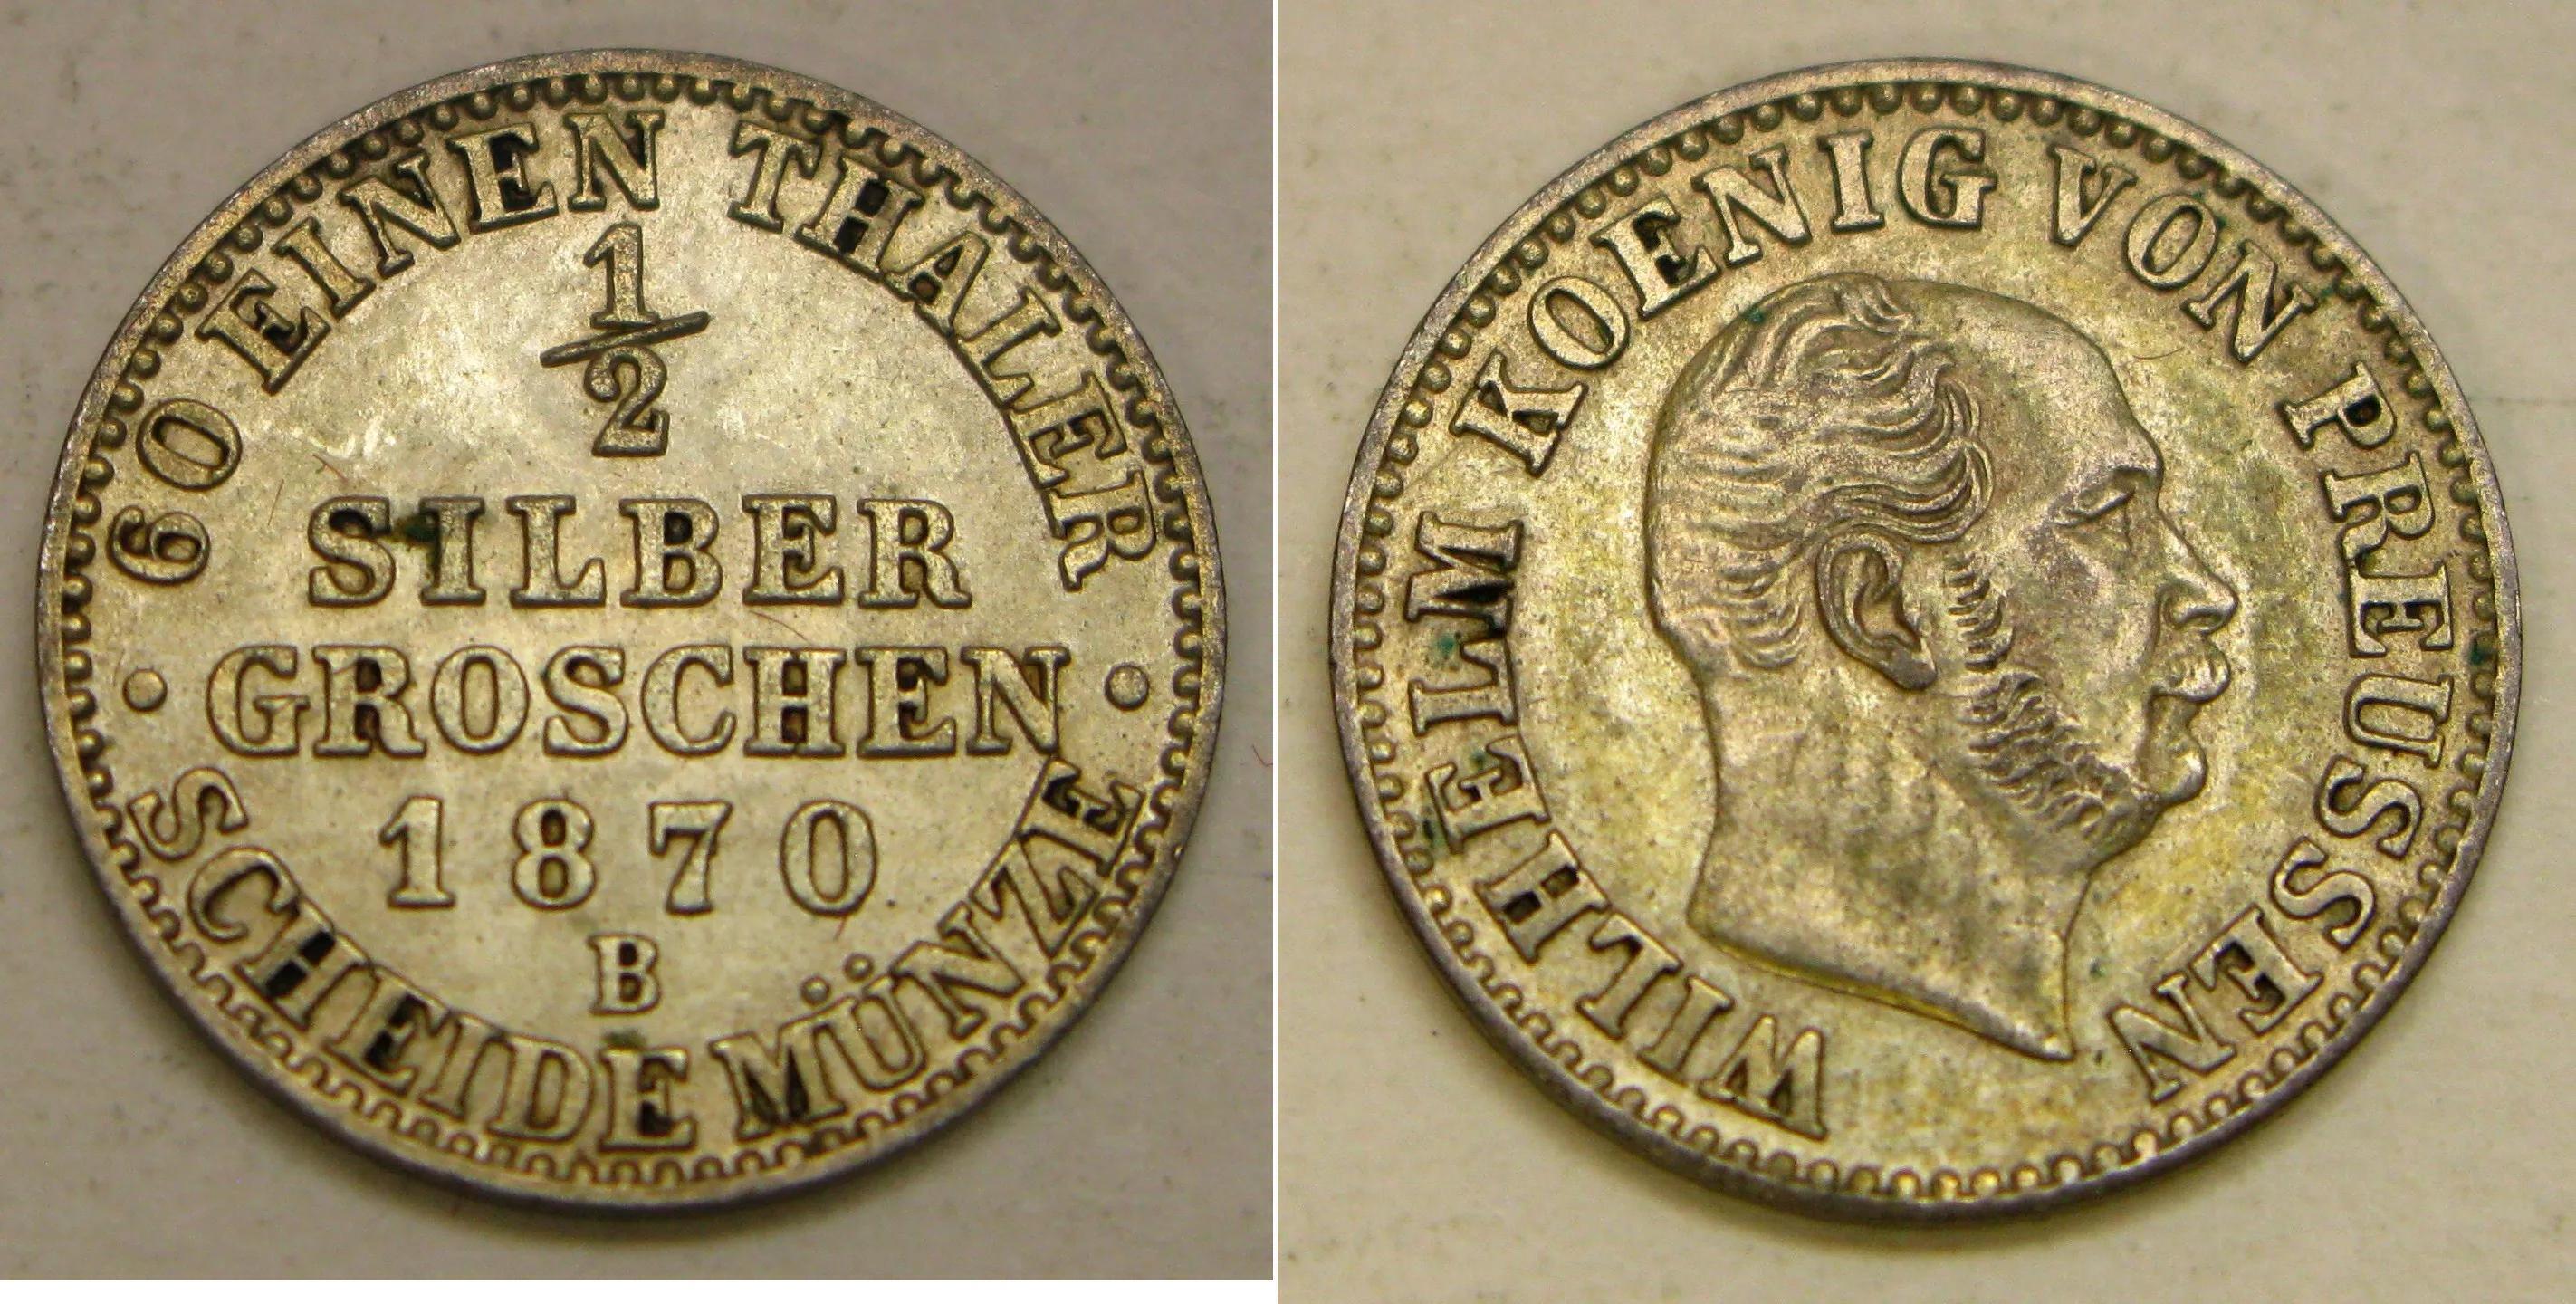 60 EINEN THALER
1/2
SILBER
GROSCHEN
1870
B
SCHEIDE MÜNZE
WILHELM KOENIG VON PREUSSEN